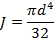 J = πd⁴/32